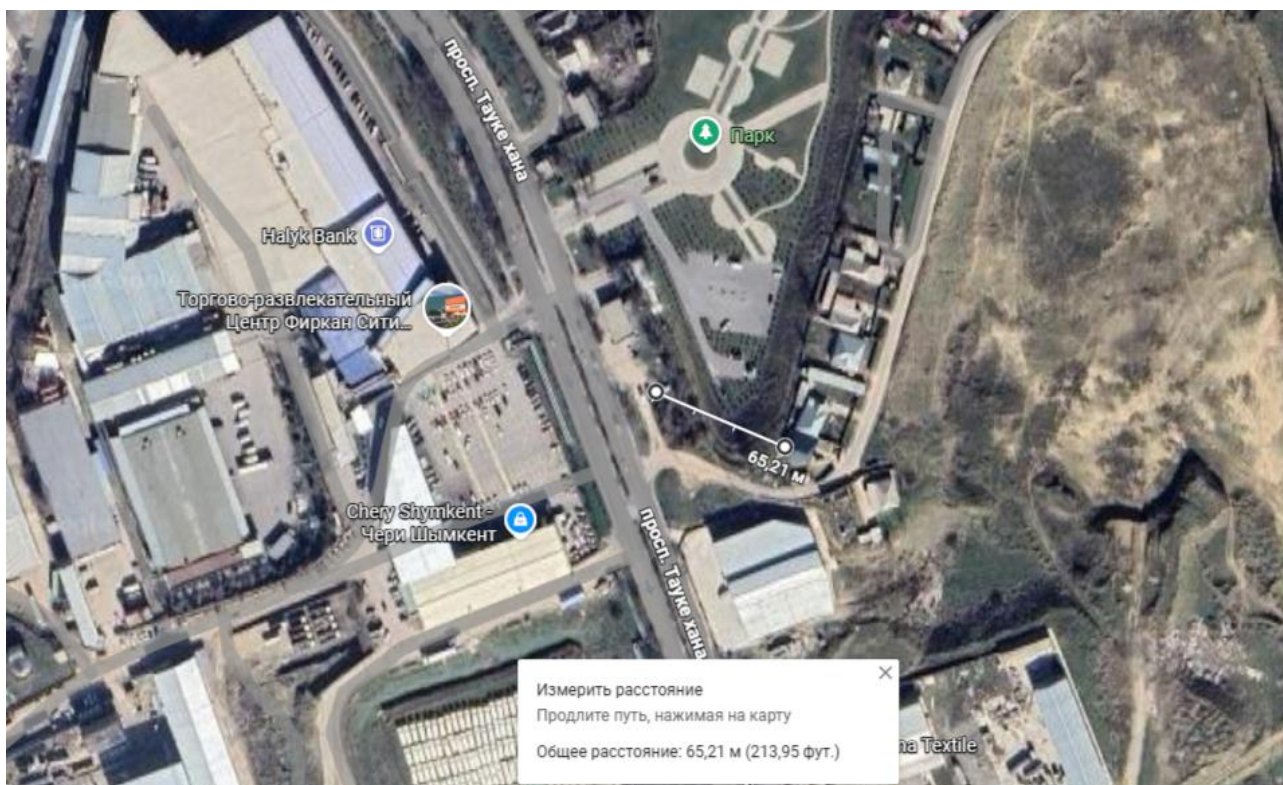 просп. Тауке хана
Парк
Halyk Bank
Торгово-развлекательный
Центр Фиркан Сити...
65,21 м
Chery Shymkent -
Чери Шымкент
просп. Тауке хана
Измерить расстояние
Продлите путь, нажимая на карту
Общее расстояние: 65,21 м (213,95 фут.)
na Textile